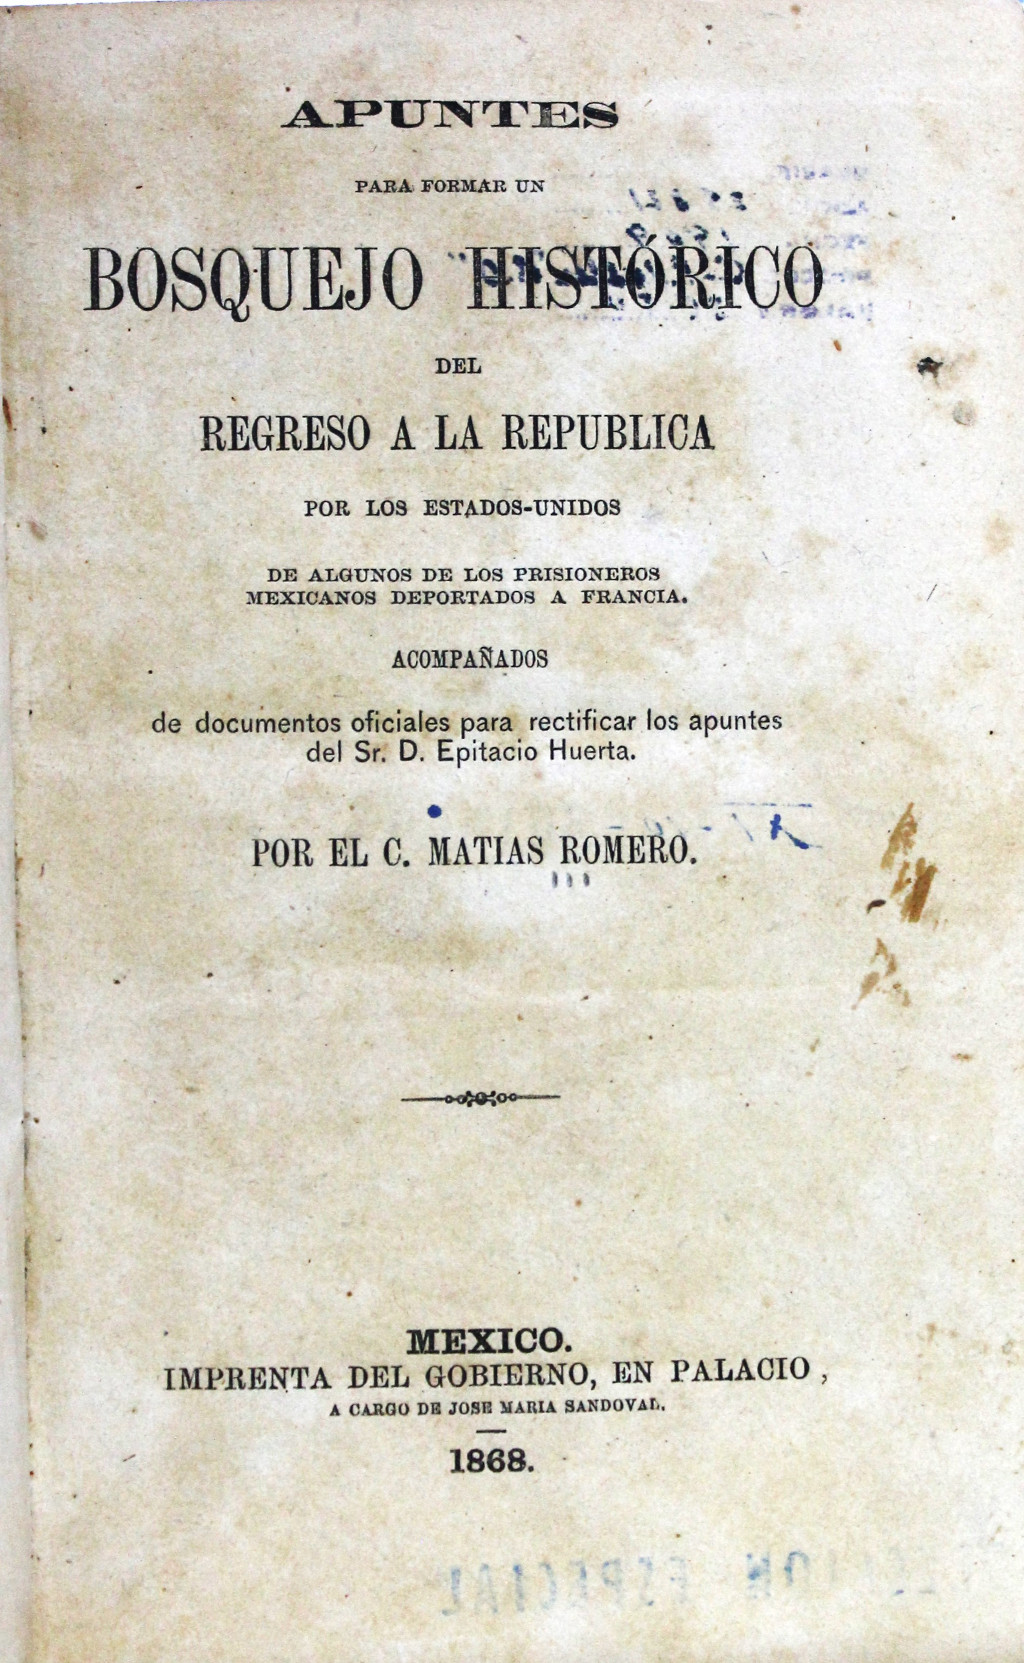 APUNTES
PARA FORMAR UN
BOSQUEJO HISTÓRICO
DEL
REGRESO A LA REPUBLICA
POR LOS ESTADOS-UNIDOS
DE ALGUNOS DE LOS PRISIONEROS
MEXICANOS DEPORTADOS A FRANCIA.
ACOMPAÑADOS
de documentos oficiales para rectificar los apuntes
del Sr. D. Epitacio Huerta.
POR EL C. MATIAS ROMERO.
MEXICO.
IMPRENTA DEL GOBIERNO, EN PALACIO,
A CARGO DE JOSE MARIA SANDOVAL.
1868.
ESPECIAL